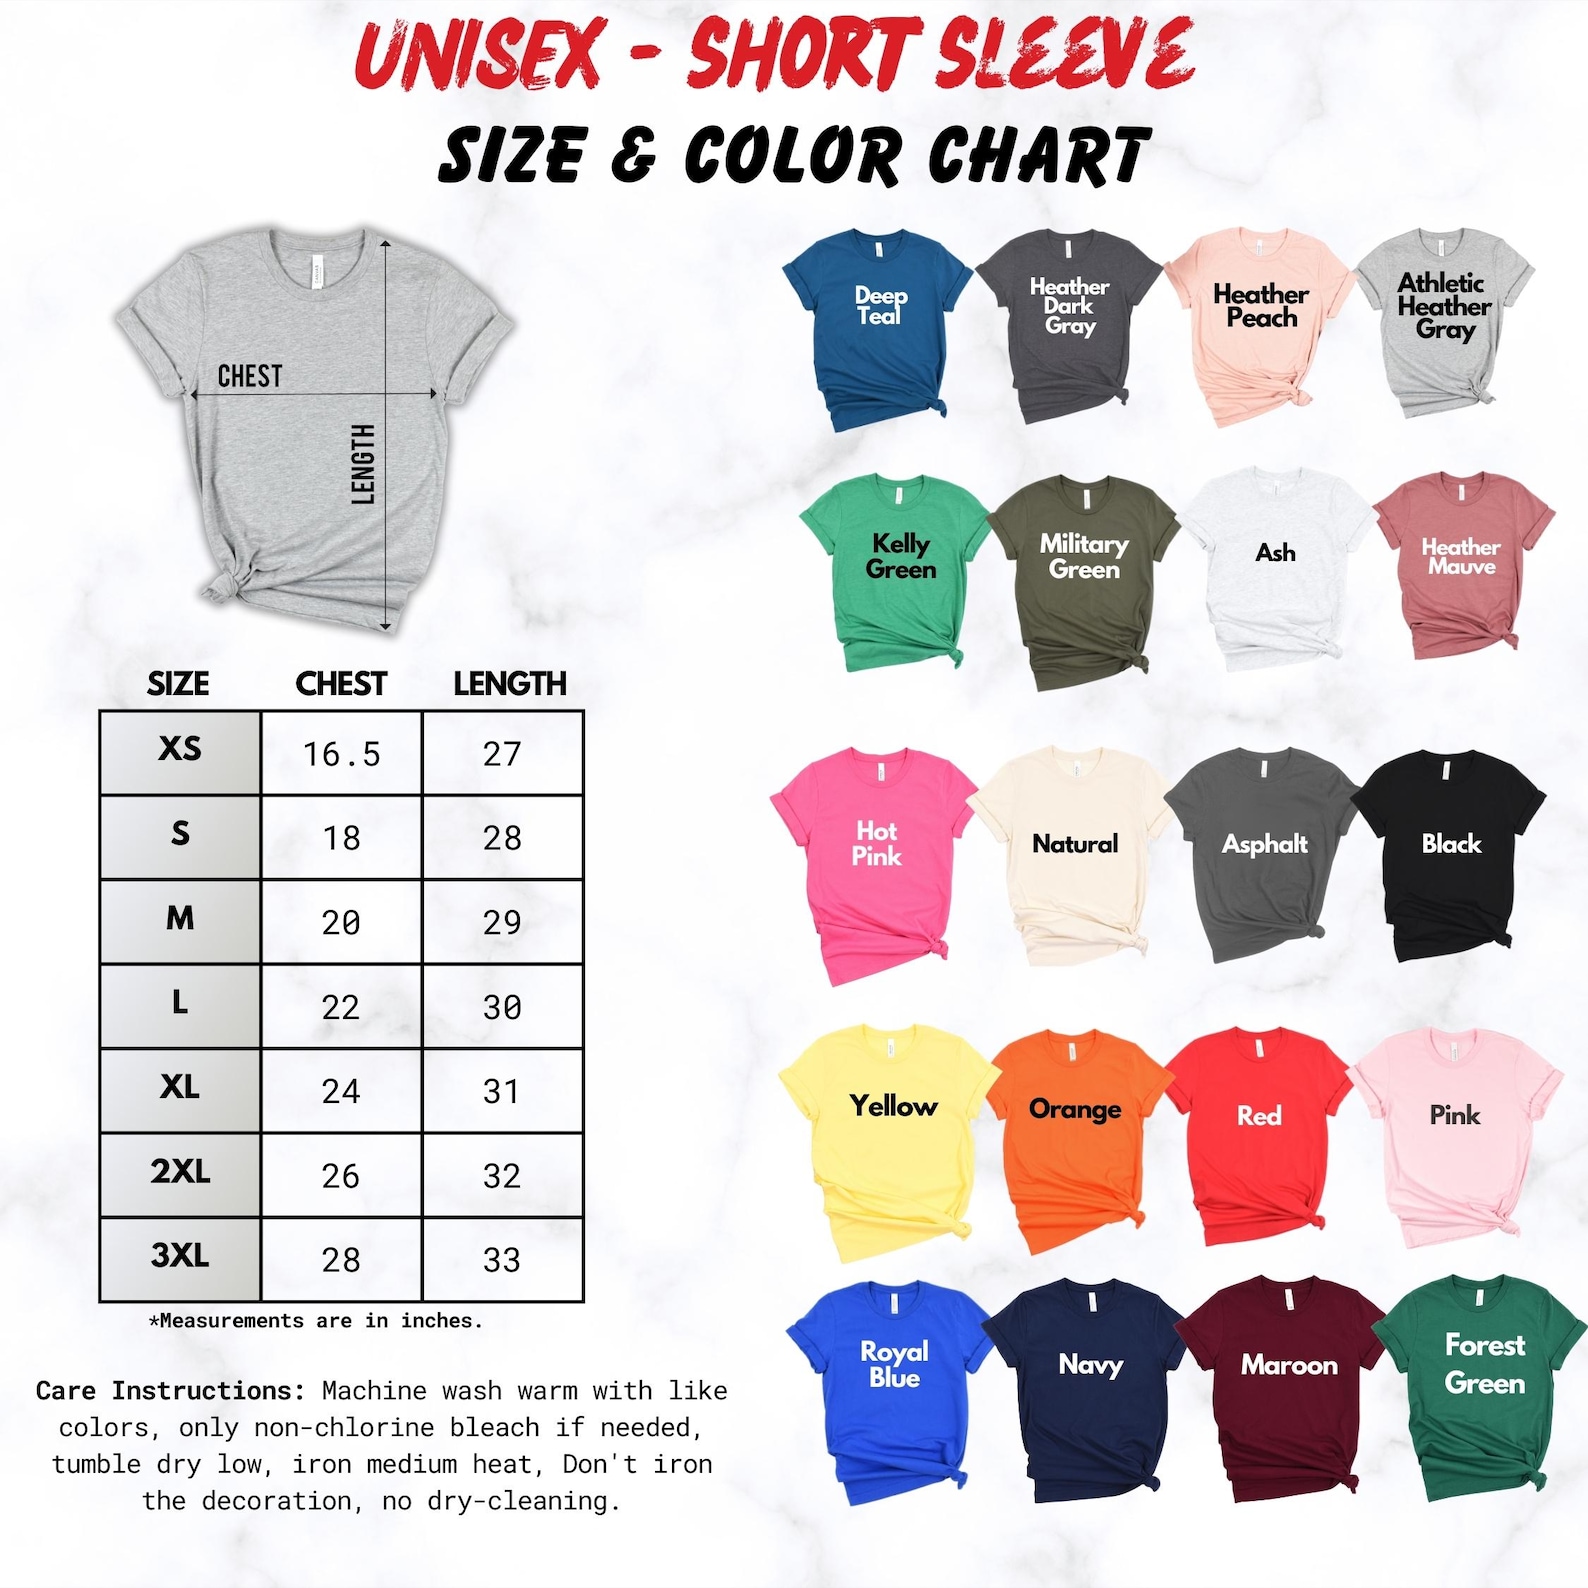 UNISEX - SHORT SLEEVE
SIZE & COLOR CHART
CHEST
LENGTH
SIZE CHEST LENGTH
XS 16.5 27
S 18 28
M 20 29
L 22 30
XL 24 31
2XL 26 32
3XL 28 33
*Measurements are in inches.
Care Instructions: Machine wash warm with like
colors, only non-chlorine bleach if needed,
tumble dry low, iron medium heat, Don't iron
the decoration, no dry-cleaning.
Deep
Teal
Heather
Dark
Gray
Heather
Peach
Athletic
Heather
Gray
Kelly
Green
Military
Green
Ash
Heather
Mauve
Hot
Pink
Natural
Asphalt
Black
Yellow
Orange
Red
Pink
Royal
Blue
Navy
Maroon
Forest
Green